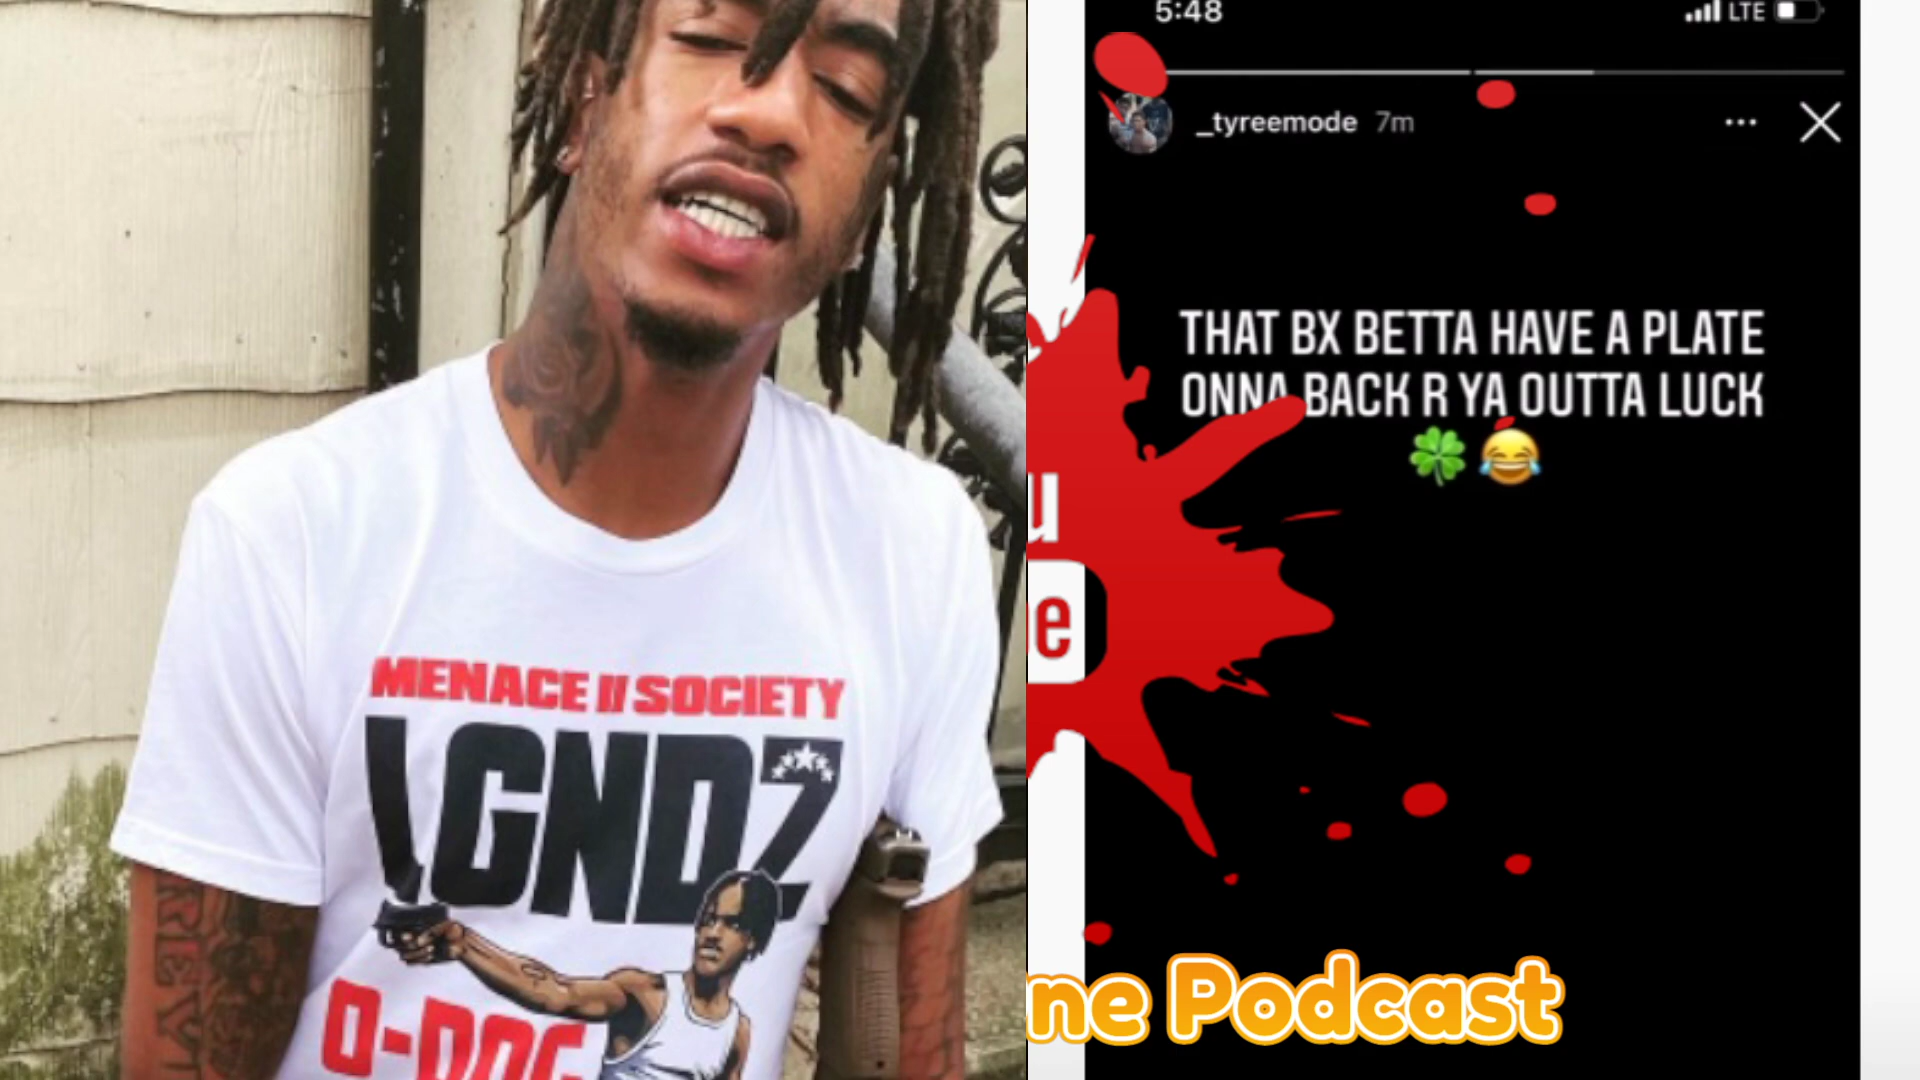 MENACE II SOCIETY
LGNDZ
O-DOG
5:48
LTE
_tyreemode 7m
THAT BX BETTA HAVE A PLATE
ONNA BACK R YA OUTTA LUCK
🍀😂
u
e
ne Podcast